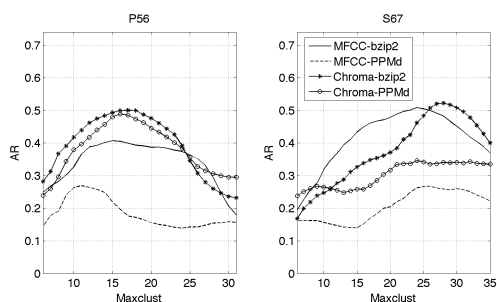 P56
S67
0.7
0.6
0.5
0.4
0.3
0.2
0.1
0
AR
10
15
20
25
30
Maxclust
0.7
0.6
0.5
0.4
0.3
0.2
0.1
0
AR
MFCC-bzip2
MFCC-PPMd
Chroma-bzip2
Chroma-PPMd
10
15
20
25
30
35
Maxclust